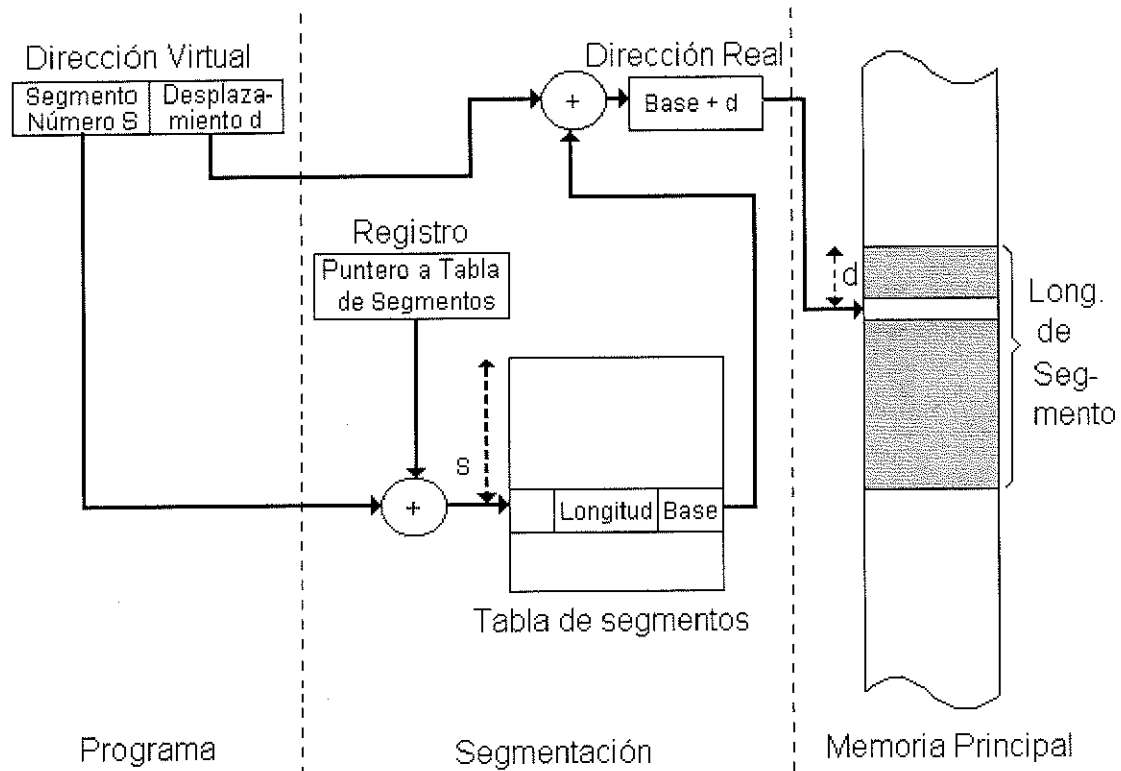 Dirección Virtual
Segmento
Número S
Desplaza-
miento d
Dirección Real
+
Base + d
Registro
Puntero a Tabla
de Segmentos
d
Long.
de
Seg-
mento
S
+
Longitud
Base
Tabla de segmentos
Programa
Segmentación
Memoria Principal